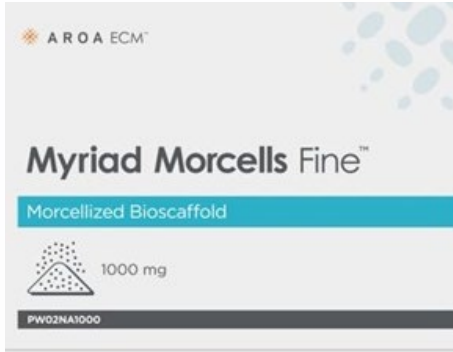 AROA ECM™
Myriad Morcells Fine™
Morcellized Bioscaffold
1000 mg
PW02NA1000